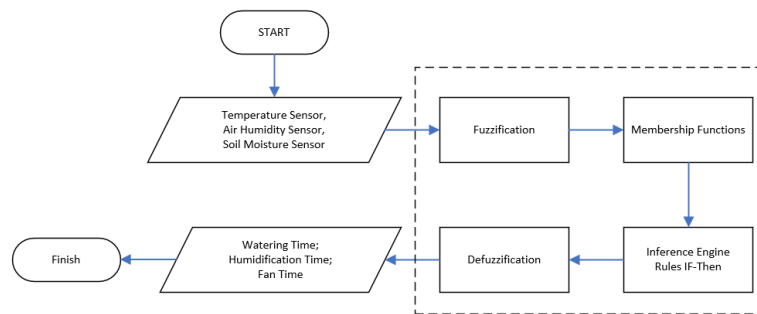 START
Temperature Sensor,
Air Humidity Sensor,
Soil Moisture Sensor
Fuzzification
Membership Functions
Inference Engine
Rules IF-Then
Defuzzification
Watering Time;
Humidification Time;
Fan Time
Finish